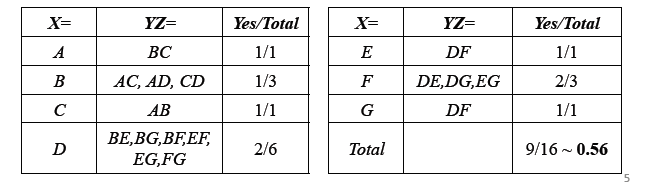 X= YZ= Yes/Total
A BC 1/1
B AC, AD, CD 1/3
C AB 1/1
D BE,BG,BF,EF, EG,FG 2/6
X= YZ= Yes/Total
E DF 1/1
F DE,DG,EG 2/3
G DF 1/1
Total 9/16 ~ 0.56
5